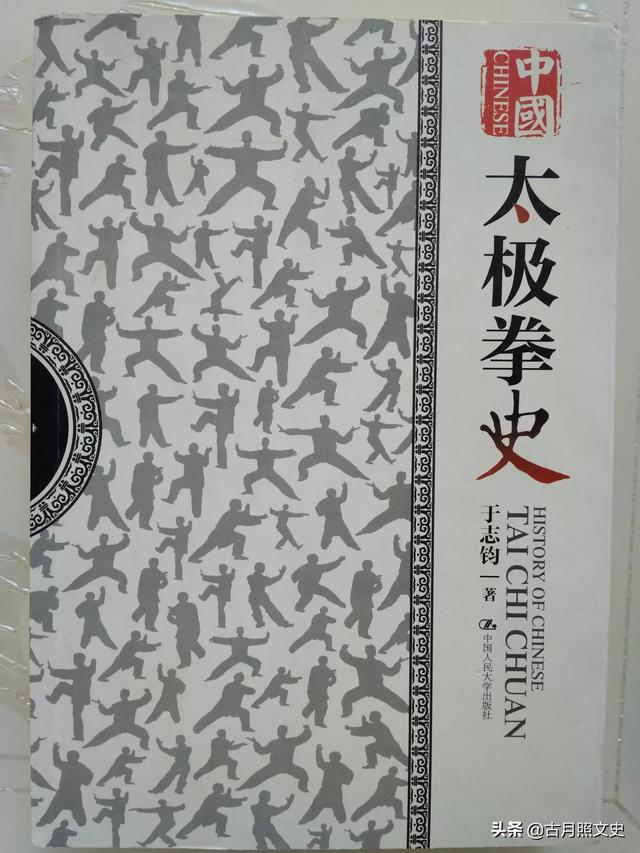 中國
CHINESE
太极拳史
HISTORY OF CHINESE
TAI CHI CHUAN
于志钧｜著
中国人民大学出版社
头条 @古月照文史